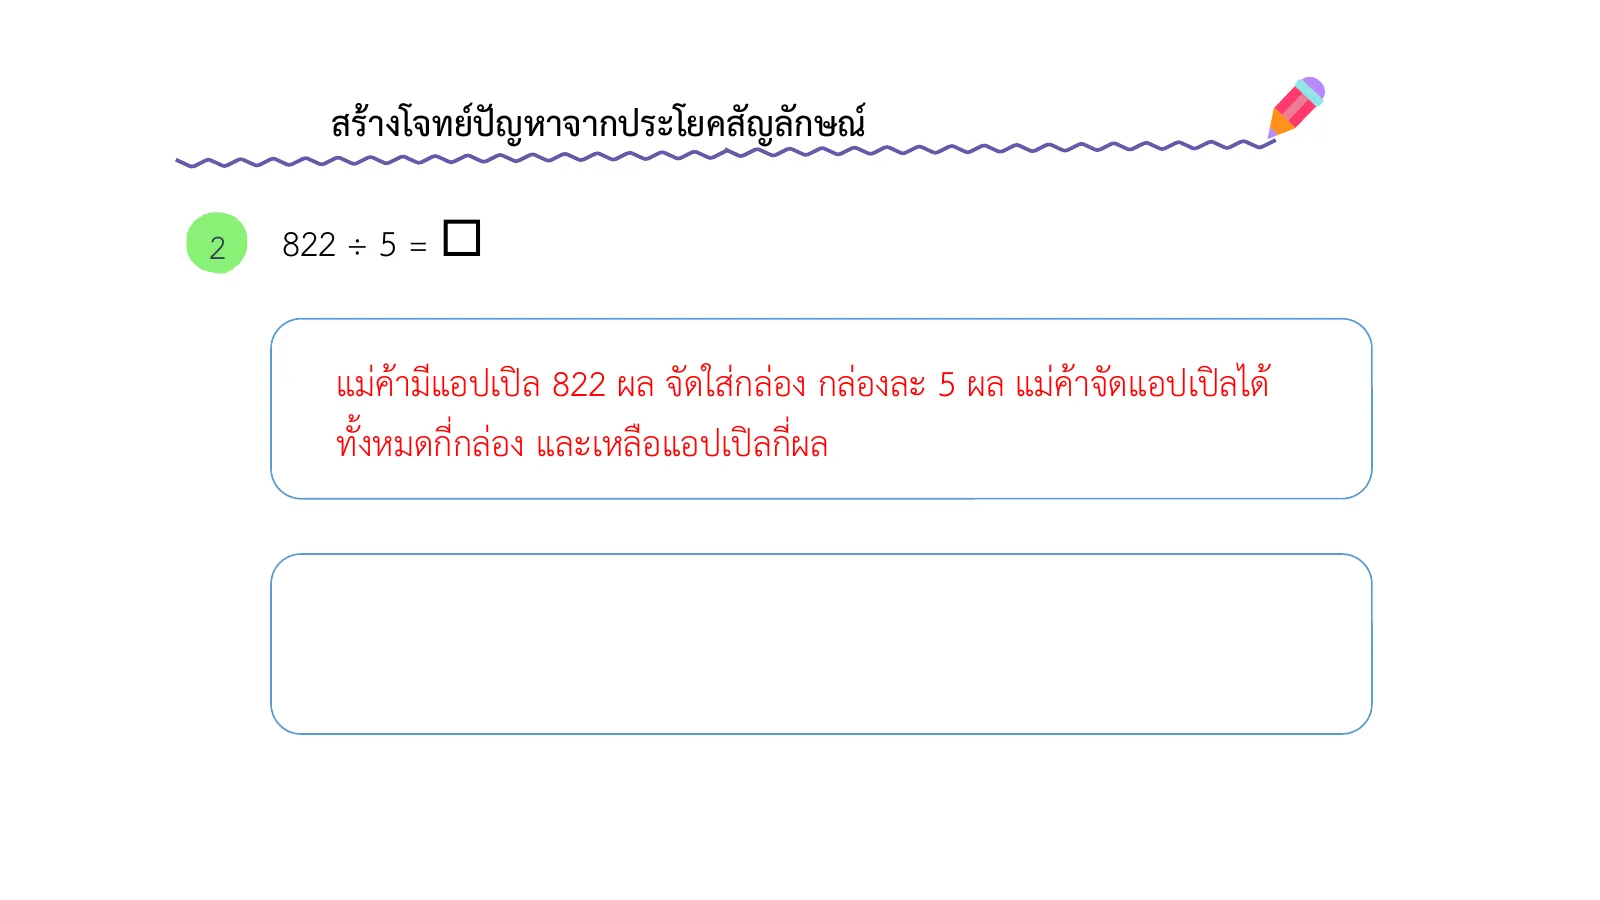 สร้างโจทย์ปัญหาจากประโยคสัญลักษณ์
2 822 ÷ 5 = □
แม่ค้ามีแอปเปิล 822 ผล จัดใส่กล่อง กล่องละ 5 ผล แม่ค้าจัดแอปเปิลได้
ทั้งหมดกี่กล่อง และเหลือแอปเปิลกี่ผล